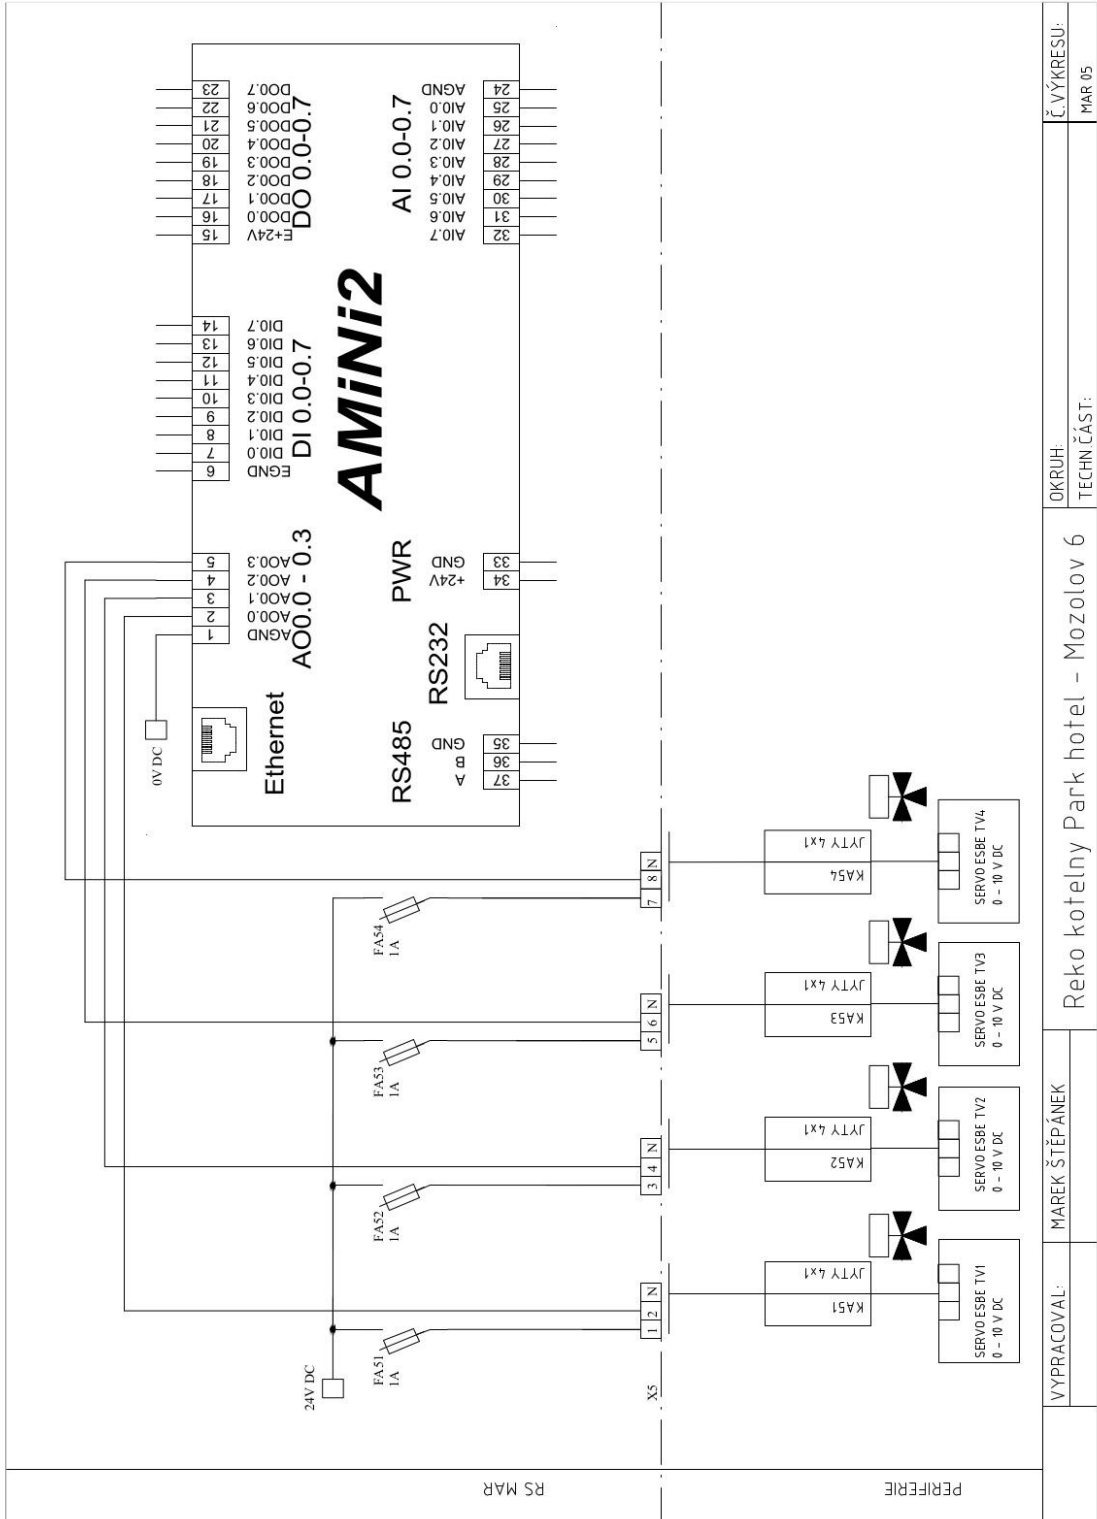 23 22 21 20 19 18 17 16 15
DO0.7
DO0.6
DO0.5
DO0.4
DO0.3
DO0.2
DO0.1
DO0.0
E+24V
DO 0.0-0.7
14 13 12 11 10 9 8 7 6
DI0.7
DI0.6
DI0.5
DI0.4
DI0.3
DI0.2
DI0.1
DI0.0
EGND
DI 0.0-0.7
5 4 3 2 1
AO0.3
AO0.2
AO0.1
AO0.0
AGND
AO0.0 - 0.3
0V DC
Ethernet
AMiNi2
AI 0.0-0.7
AGND
AI0.0
AI0.1
AI0.2
AI0.3
AI0.4
AI0.5
AI0.6
AI0.7
24 25 26 27 28 29 30 31 32
PWR
GND
+24V
33 34
RS232
RS485
GND
B
A
35 36 37
24V DC
FA51
1A
FA52
1A
FA53
1A
FA54
1A
X5
1 2 N
3 4 N
5 6 N
7 8 N
KA51
JYTY 4x1
KA52
JYTY 4x1
KA53
JYTY 4x1
KA54
JYTY 4x1
SERVO ESBE TV1
0 - 10 V DC
SERVO ESBE TV2
0 - 10 V DC
SERVO ESBE TV3
0 - 10 V DC
SERVO ESBE TV4
0 - 10 V DC
RS MAR
PERIFERIE
VYPRACOVAL:
MAREK ŠTĚPÁNEK
Reko kotelny Park hotel - Mozolov 6
OKRUH:
TECHN.ČÁST:
Č.VÝKRESU:
MAR 05